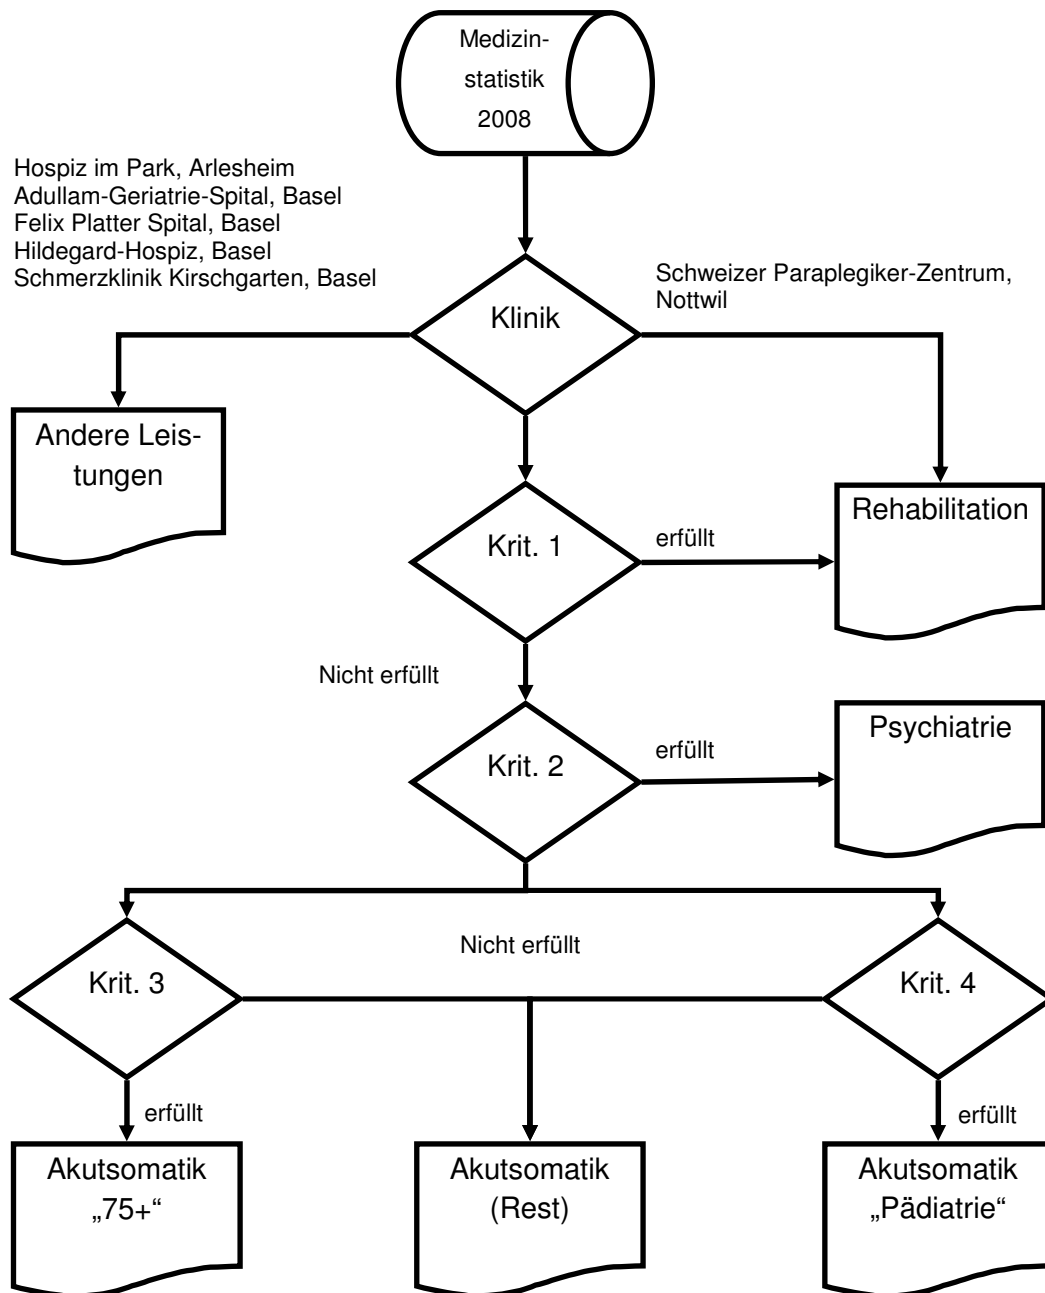 Medizin-
statistik
2008
Hospiz im Park, Arlesheim
Adullam-Geriatrie-Spital, Basel
Felix Platter Spital, Basel
Hildegard-Hospiz, Basel
Schmerzklinik Kirschgarten, Basel
Schweizer Paraplegiker-Zentrum,
Nottwil
Klinik
Andere Leis-
tungen
Rehabilitation
Krit. 1
erfüllt
Nicht erfüllt
Krit. 2
erfüllt
Psychiatrie
Krit. 3
Nicht erfüllt
Krit. 4
erfüllt
erfüllt
Akutsomatik
„75+“
Akutsomatik
(Rest)
Akutsomatik
„Pädiatrie“